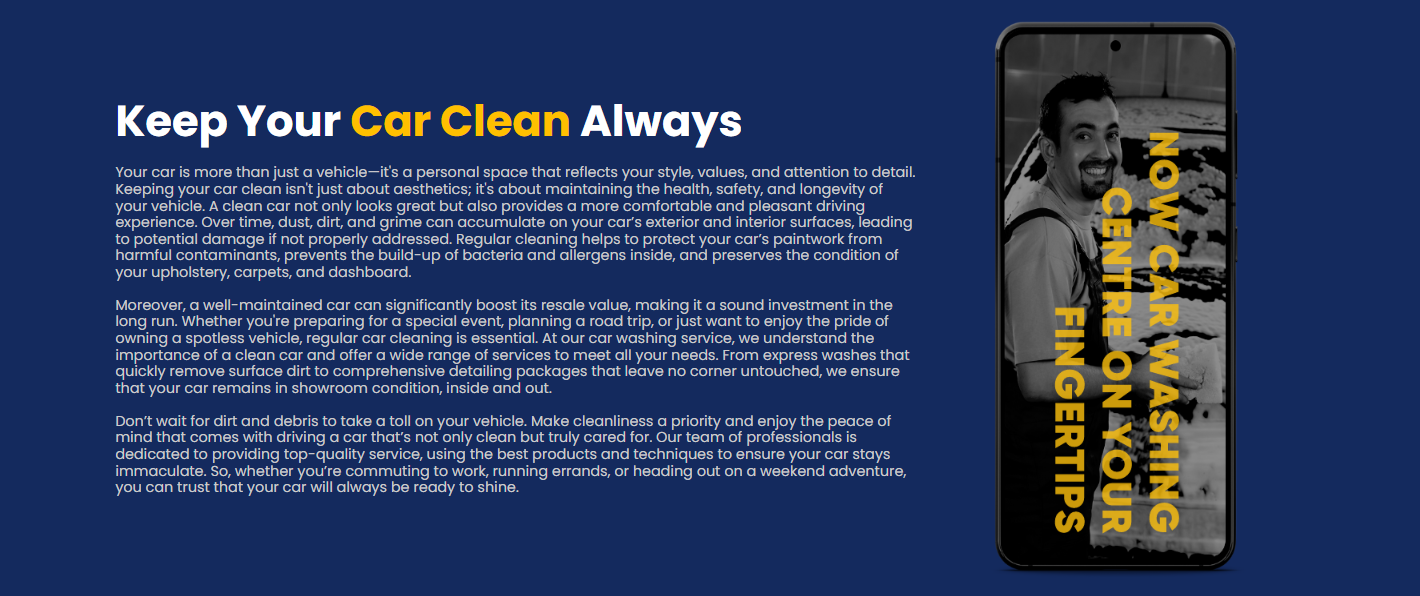 Keep Your Car Clean Always
Your car is more than just a vehicle—it's a personal space that reflects your style, values, and attention to detail.
Keeping your car clean isn't just about aesthetics; it's about maintaining the health, safety, and longevity of
your vehicle. A clean car not only looks great but also provides a more comfortable and pleasant driving
experience. Over time, dust, dirt, and grime can accumulate on your car’s exterior and interior surfaces, leading
to potential damage if not properly addressed. Regular cleaning helps to protect your car’s paintwork from
harmful contaminants, prevents the build-up of bacteria and allergens inside, and preserves the condition of
your upholstery, carpets, and dashboard.
Moreover, a well-maintained car can significantly boost its resale value, making it a sound investment in the
long run. Whether you're preparing for a special event, planning a road trip, or just want to enjoy the pride of
owning a spotless vehicle, regular car cleaning is essential. At our car washing service, we understand the
importance of a clean car and offer a wide range of services to meet all your needs. From express washes that
quickly remove surface dirt to comprehensive detailing packages that leave no corner untouched, we ensure
that your car remains in showroom condition, inside and out.
Don’t wait for dirt and debris to take a toll on your vehicle. Make cleanliness a priority and enjoy the peace of
mind that comes with driving a car that’s not only clean but truly cared for. Our team of professionals is
dedicated to providing top-quality service, using the best products and techniques to ensure your car stays
immaculate. So, whether you’re commuting to work, running errands, or heading out on a weekend adventure,
you can trust that your car will always be ready to shine.
NOW CAR WASHING
CENTRE ON YOUR
FINGERTIPS